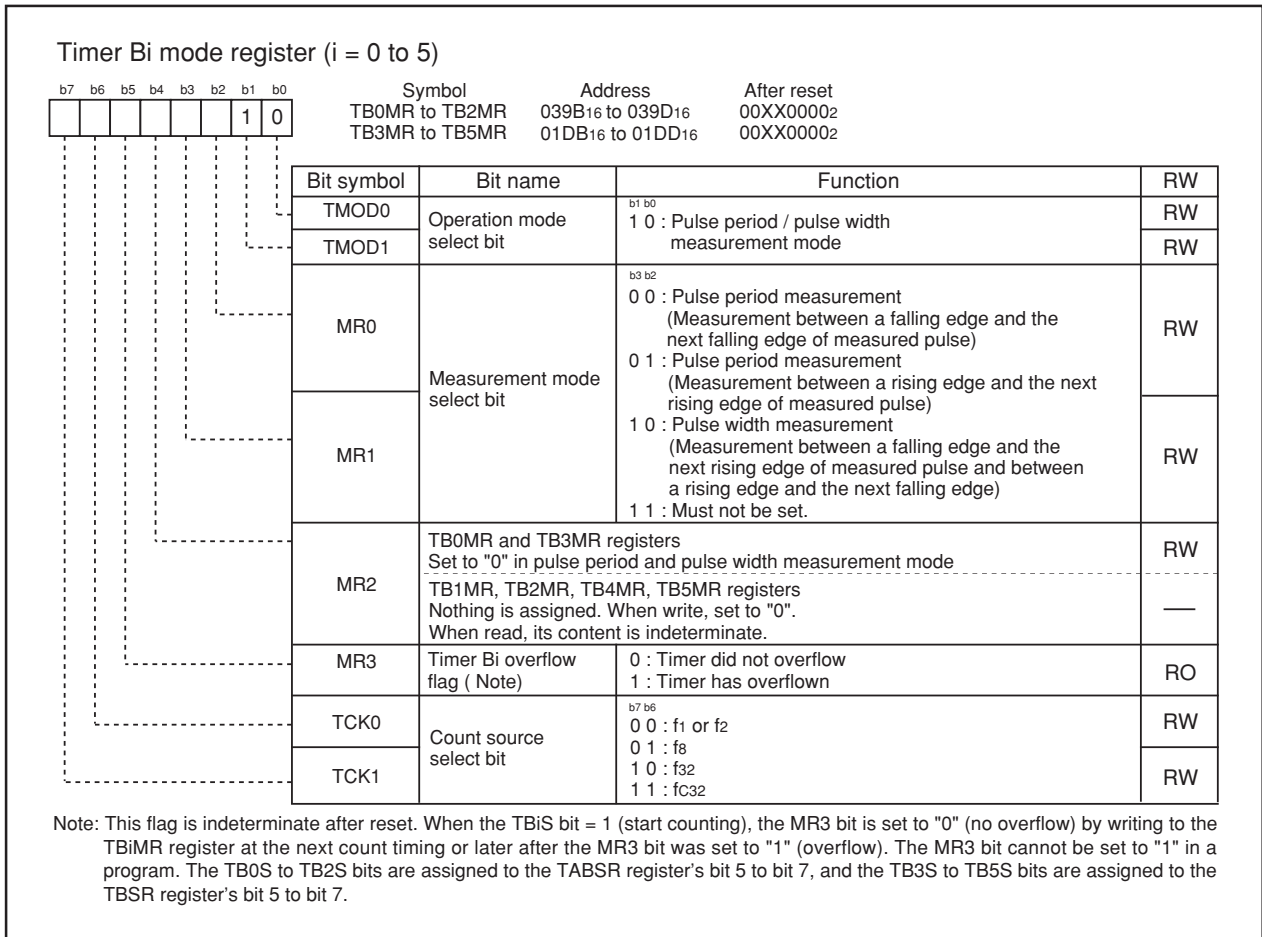 Timer Bi mode register (i = 0 to 5)
b7 b6 b5 b4 b3 b2 b1 b0
1 0
Symbol Address After reset
TB0MR to TB2MR 039B16 to 039D16 00XX00002
TB3MR to TB5MR 01DB16 to 01DD16 00XX00002
Bit symbol Bit name Function RW
TMOD0 Operation mode select bit b1 b0 RW
1 0 : Pulse period / pulse width
measurement mode
TMOD1 RW
b3 b2
0 0 : Pulse period measurement
(Measurement between a falling edge and the
next falling edge of measured pulse)
MR0 RW
0 1 : Pulse period measurement
(Measurement between a rising edge and the next
rising edge of measured pulse)
Measurement mode
select bit
1 0 : Pulse width measurement
(Measurement between a falling edge and the
next rising edge of measured pulse and between
a rising edge and the next falling edge)
MR1 RW
1 1 : Must not be set.
MR2
TB0MR and TB3MR registers
Set to "0" in pulse period and pulse width measurement mode
RW
TB1MR, TB2MR, TB4MR, TB5MR registers
Nothing is assigned. When write, set to "0".
When read, its content is indeterminate.
—
MR3
Timer Bi overflow
flag ( Note)
0 : Timer did not overflow
1 : Timer has overflown
RO
TCK0
Count source
select bit
b7 b6
0 0 : f1 or f2
0 1 : f8
1 0 : f32
1 1 : fC32
RW
TCK1 RW
Note: This flag is indeterminate after reset. When the TBiS bit = 1 (start counting), the MR3 bit is set to "0" (no overflow) by writing to the
TBiMR register at the next count timing or later after the MR3 bit was set to "1" (overflow). The MR3 bit cannot be set to "1" in a
program. The TB0S to TB2S bits are assigned to the TABSR register's bit 5 to bit 7, and the TB3S to TB5S bits are assigned to the
TBSR register's bit 5 to bit 7.